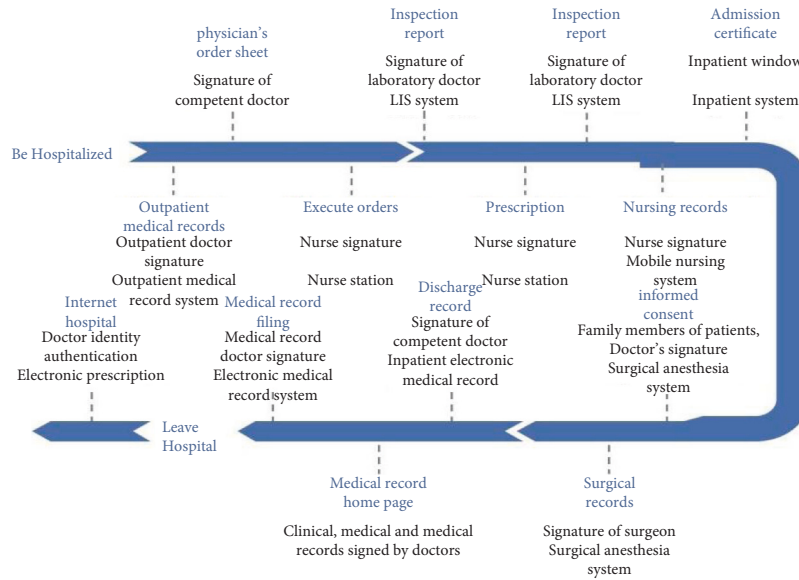 physician's
order sheet
Signature of
competent doctor
Inspection
report
Signature of
laboratory doctor
LIS system
Inspection
report
Signature of
laboratory doctor
LIS system
Admission
certificate
Inpatient window
Inpatient system
Be Hospitalized
Outpatient
medical records
Outpatient doctor
signature
Outpatient medical
record system
Execute orders
Nurse signature
Nurse station
Prescription
Nurse signature
Nurse station
Nursing records
Nurse signature
Mobile nursing
system
Internet
hospital
Doctor identity
authentication
Electronic prescription
Medical record
filing
Medical record
doctor signature
Electronic medical
record system
Discharge
record
Signature of
competent doctor
Inpatient electronic
medical record
informed
consent
Family members of patients,
Doctor's signature
Surgical anesthesia
system
Leave
Hospital
Medical record
home page
Clinical, medical and medical
records signed by doctors
Surgical
records
Signature of surgeon
Surgical anesthesia
system